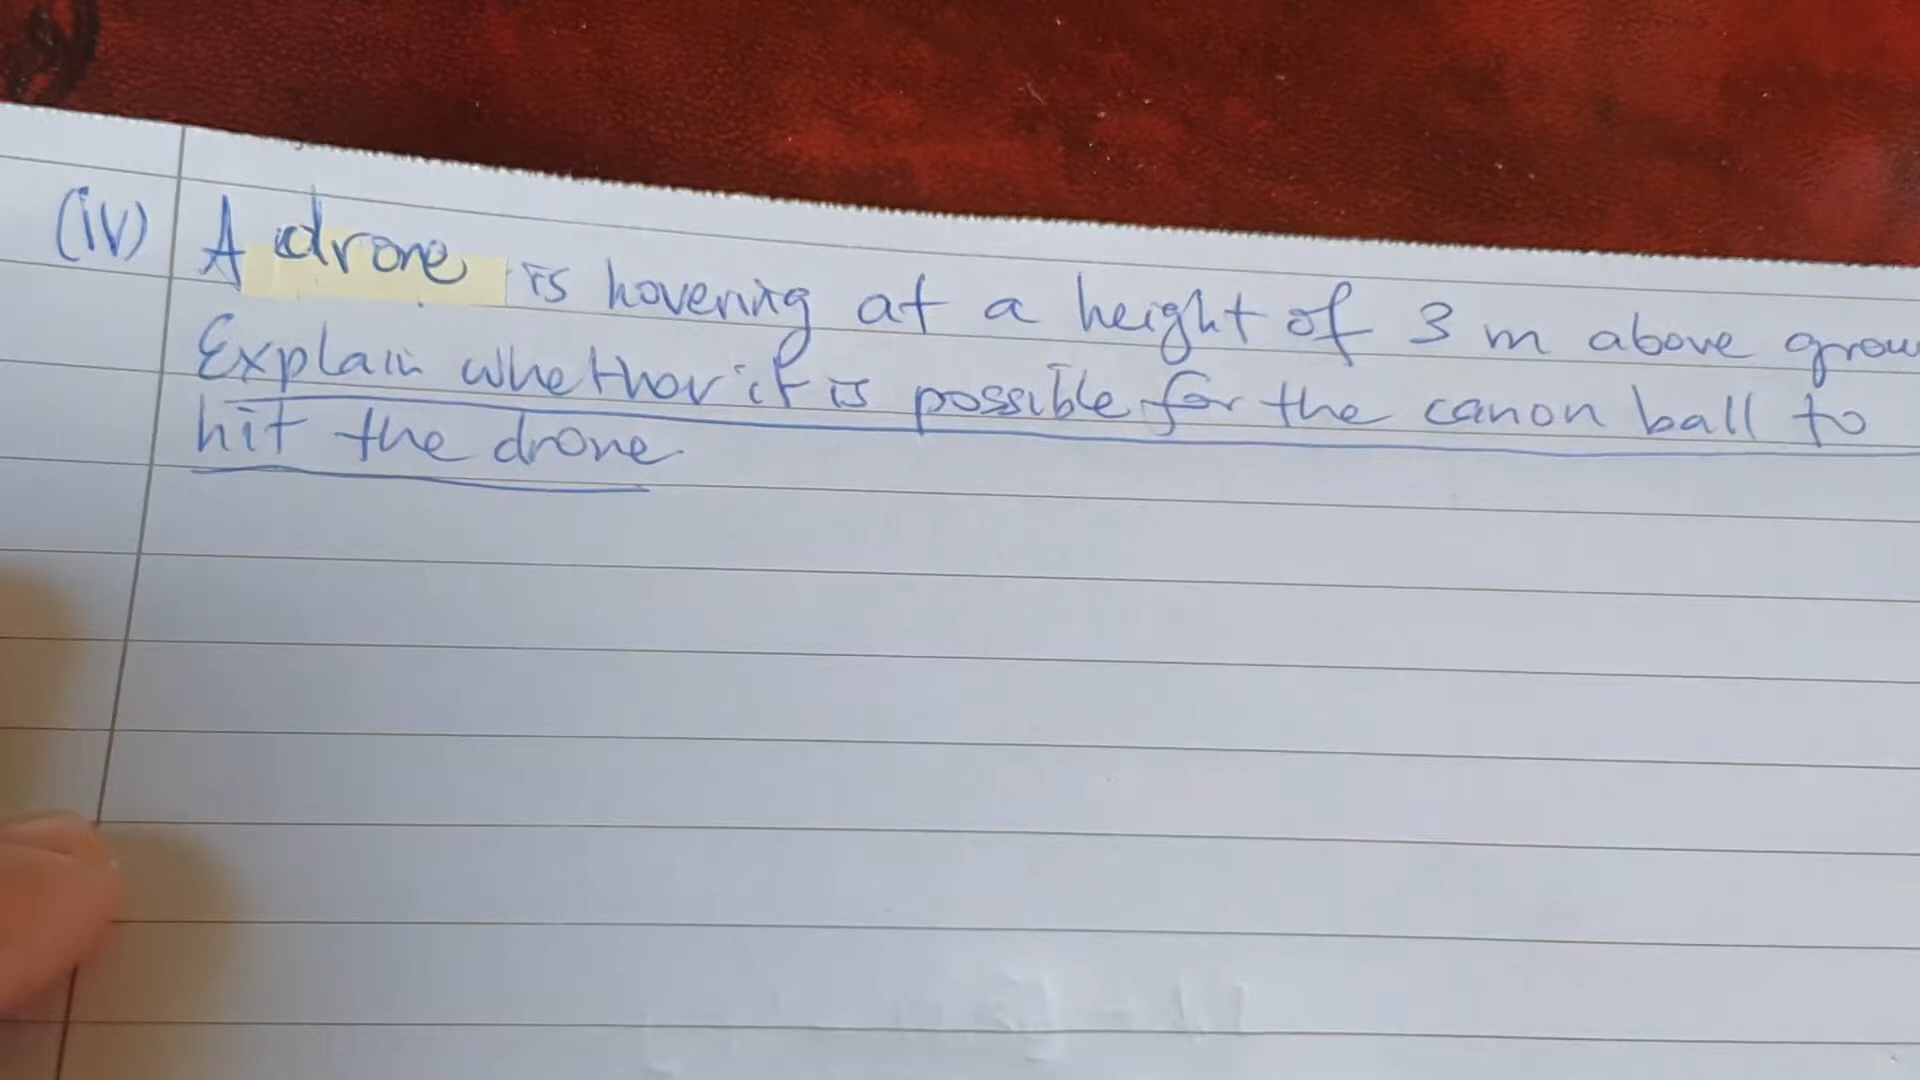 (iv) A drone is hovering at a height of 3 m above grou
Explain whether it is possible for the canon ball to
hit the drone